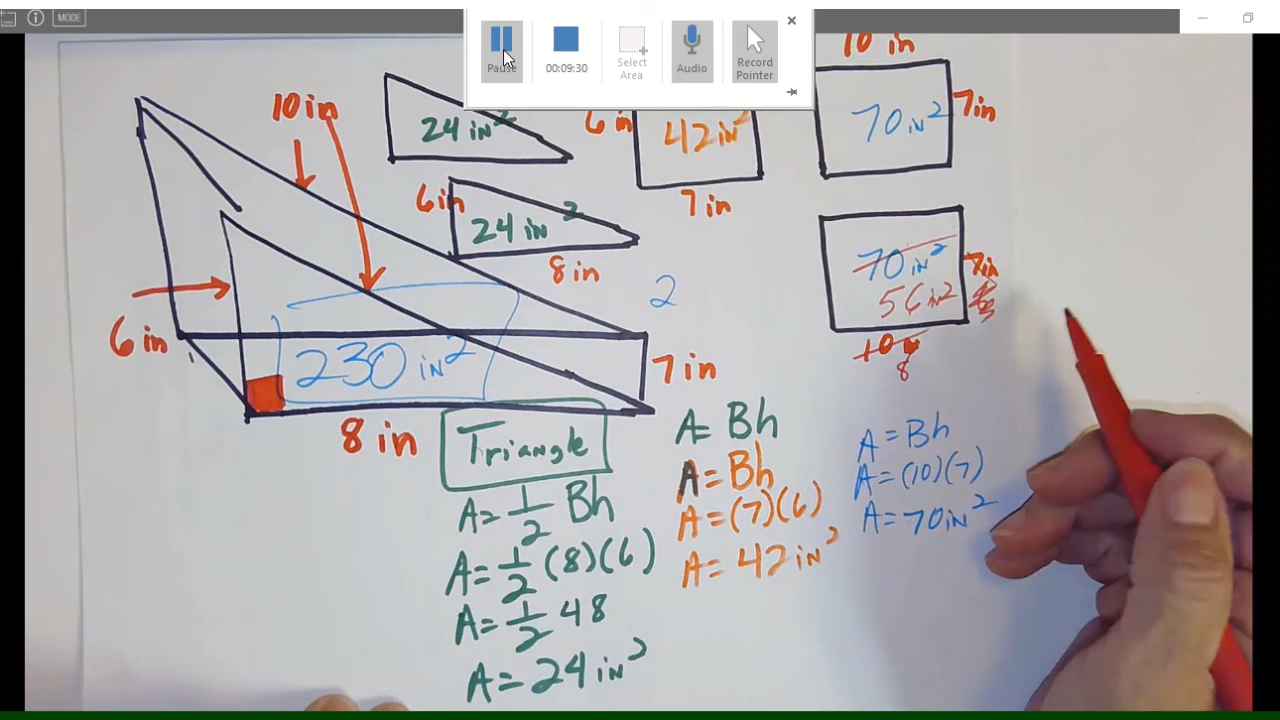 MODE
Pause
00:09:30
Select Area
Audio
Record Pointer
10 in
10 in
24 in²
6 in
42 in²
7 in
70 in²
7 in
6 in
24 in²
8 in
2
70 in²
56 in²
7 in
10
8
6 in
230 in²
7 in
8 in
Triangle
A = 1/2 Bh
A = 1/2 (8)(6)
A = 1/2 48
A = 24 in²
A = Bh
A = Bh
A = (7)(6)
A = 42 in²
A = Bh
A = (10)(7)
A = 70 in²